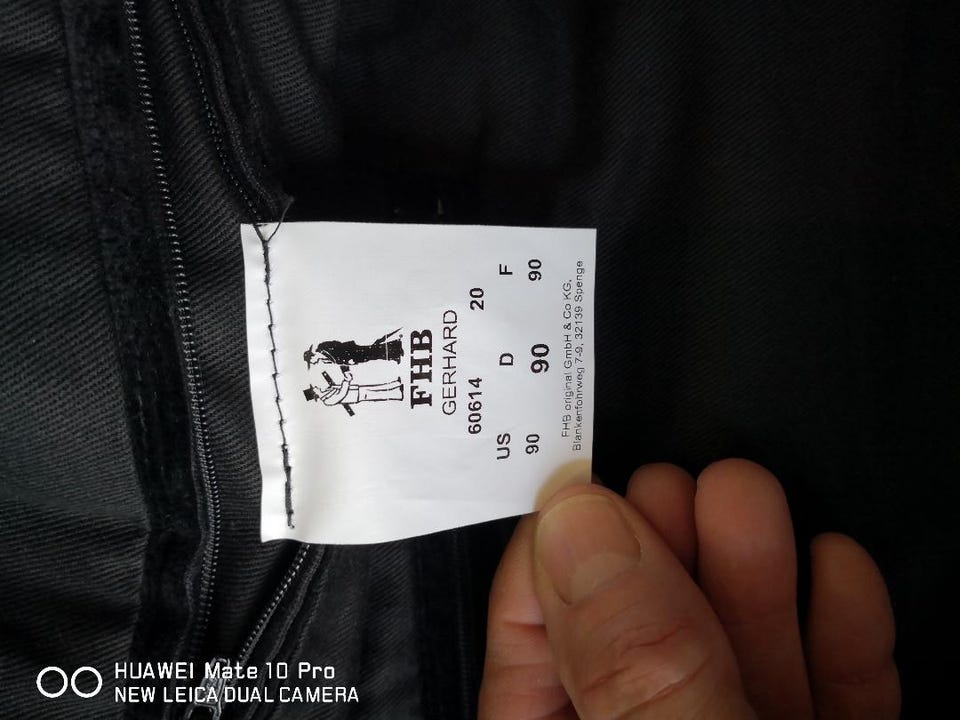 FHB
GERHARD
60614 20
US D F
90 90 90
FHB original GmbH & Co KG,
Blankenfohrweg 7-9, 32139 Spenge
HUAWEI Mate 10 Pro
NEW LEICA DUAL CAMERA